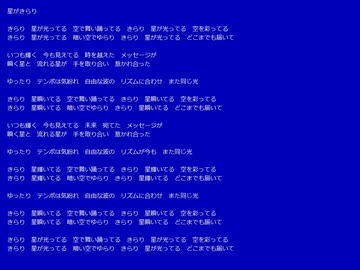 星がきらり
きらり　星が光ってる　空で舞い踊ってる　きらり　星が光ってる　空を彩ってる
きらり　星が光ってる　暗い空でゆらり　きらり　星が光ってる　どこまでも届いて
いつも輝く　今も見えてる　時を越えた　メッセージが
瞬く星と　流れる星が　手を取り合い　惹かれ合った
ゆったり　テンポは気紛れ　自由な波の　リズムに合わせ　また同じ光
きらり　星瞬いてる　空で舞い踊ってる　きらり　星瞬いてる　空を彩ってる
きらり　星瞬いてる　暗い空でゆらり　きらり　星瞬いてる　どこまでも届いて
いつも輝く　今も見えてる　未来　宛てた　メッセージが
瞬く星と　流れる星が　手を取り合い　惹かれ合った
ゆったり　テンポは気紛れ　自由な波の　リズムが今も　また同じ光
きらり　星輝いてる　空で舞い踊ってる　きらり　星輝いてる　空を彩ってる
きらり　星輝いてる　暗い空でゆらり　きらり　星輝いてる　どこまでも届いて
ゆったり　テンポは気紛れ　自由な波の　リズムに合わせ　また同じ光
きらり　星瞬いてる　空で舞い踊ってる　きらり　星瞬いてる　空を彩ってる
きらり　星瞬いてる　暗い空でゆらり　きらり　星瞬いてる　どこまでも届いて
きらり　星が光ってる　空で舞い踊ってる　きらり　星が光ってる　空を彩ってる
きらり　星が光ってる　暗い空でゆらり　きらり　星が光ってる　どこまでも届いて